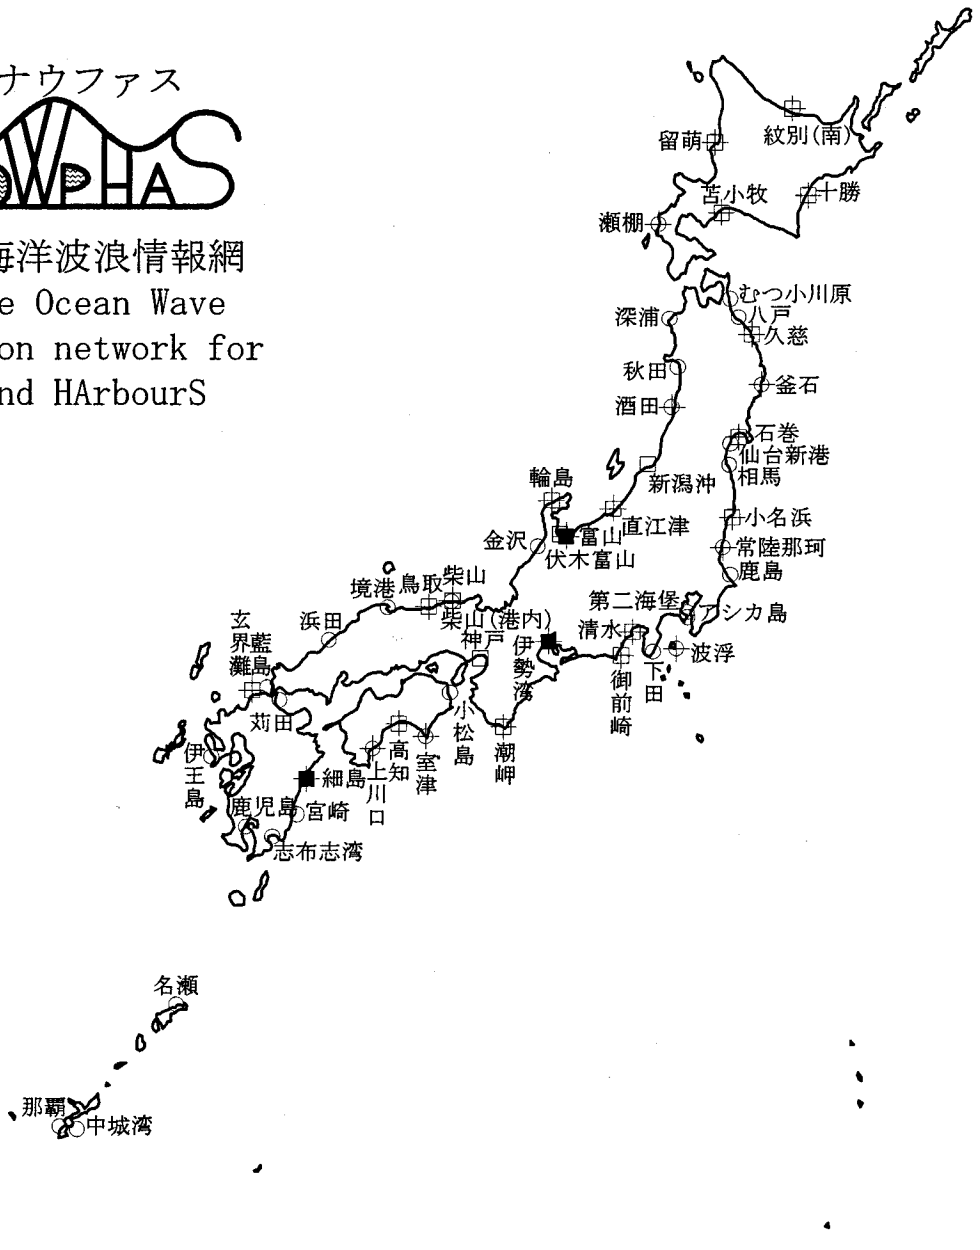 ナウファス
OWPHAS
海洋波浪情報網
e Ocean Wave
on network for
nd HArbourS
紋別(南)
留萌
苫小牧
十勝
瀬棚
むつ小川原
深浦
八戸
久慈
秋田
釜石
酒田
石巻
仙台新港
相馬
新潟沖
輪島
小名浜
直江津
富山
金沢
伏木富山
常陸那珂
鹿島
柴山
鳥取
境港
第二海堡
アシカ島
柴山(港内)
浜田
玄界灘
藍島
清水
神戸
伊勢湾
波浮
下田
御前崎
苅田
小松島
潮岬
室津
高知
上川口
伊王島
細島
鹿児島
宮崎
志布志湾
名瀬
那覇
中城湾